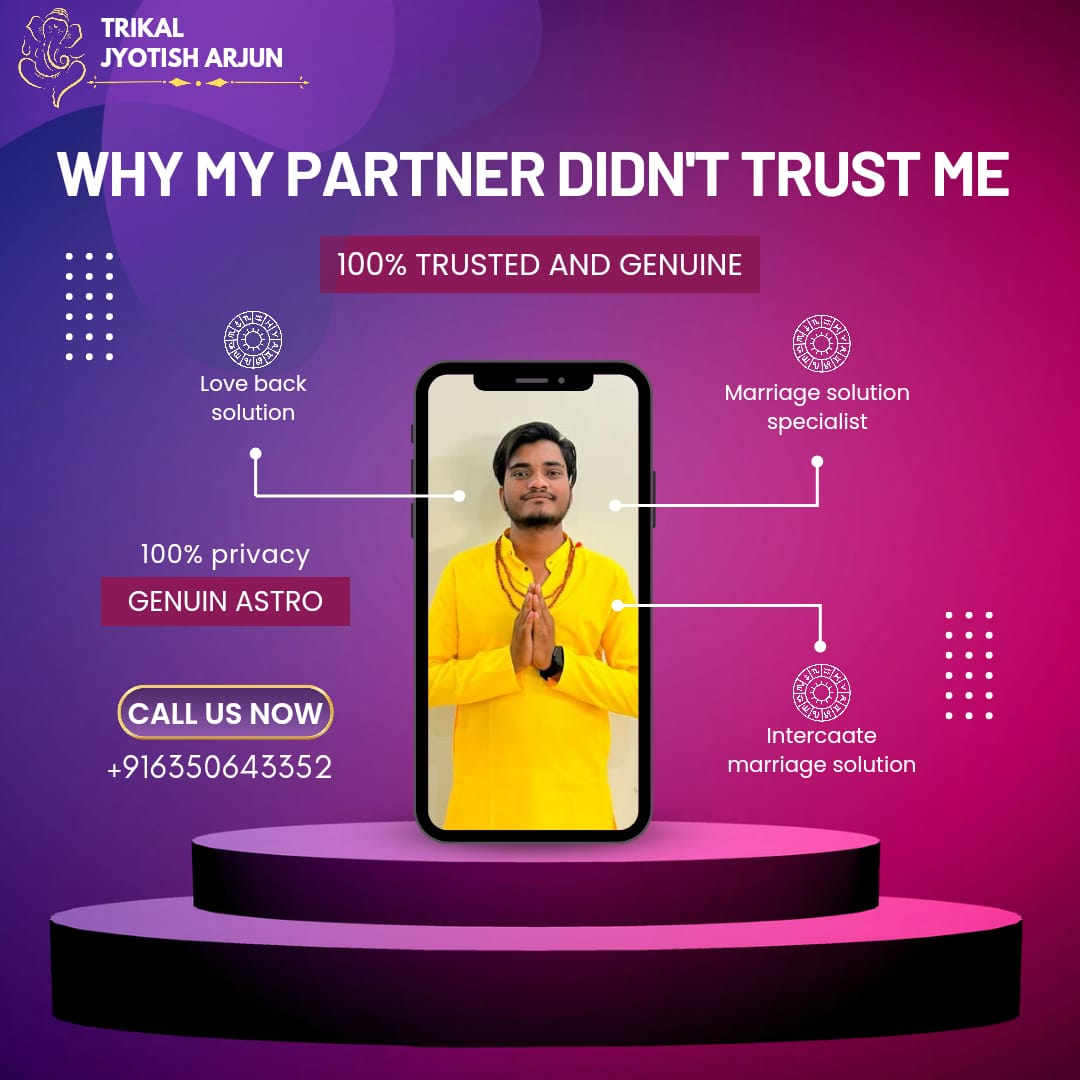 TRIKAL
JYOTISH ARJUN
WHY MY PARTNER DIDN'T TRUST ME
100% TRUSTED AND GENUINE
Love back
solution
Marriage solution
specialist
100% privacy
GENUIN ASTRO
CALL US NOW
+916350643352
Intercaate
marriage solution